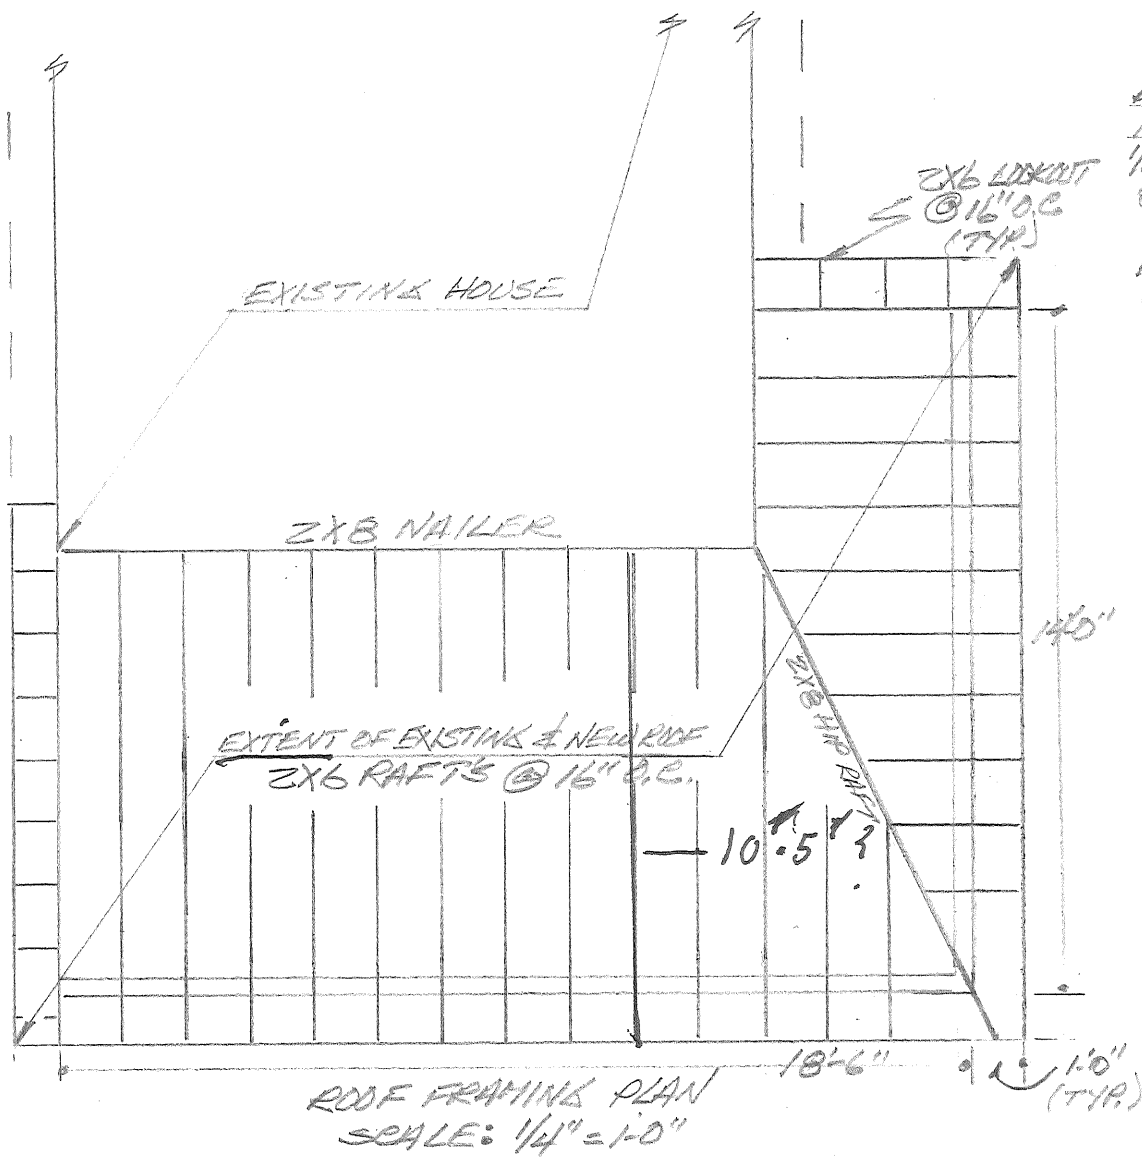 2X6 LOOKOUT
@ 16" O.C.
(TYP.)
EXISTING HOUSE
2X8 NAILER
14'-0"
2X8 HIP RAFT.
EXTENT OF EXISTING & NEW ROOF
2X6 RAFT'S @ 16" O.C.
10'.5"?
18'-6"
1'-0"
(TYP.)
ROOF FRAMING PLAN
SCALE: 1/4" = 1'-0"